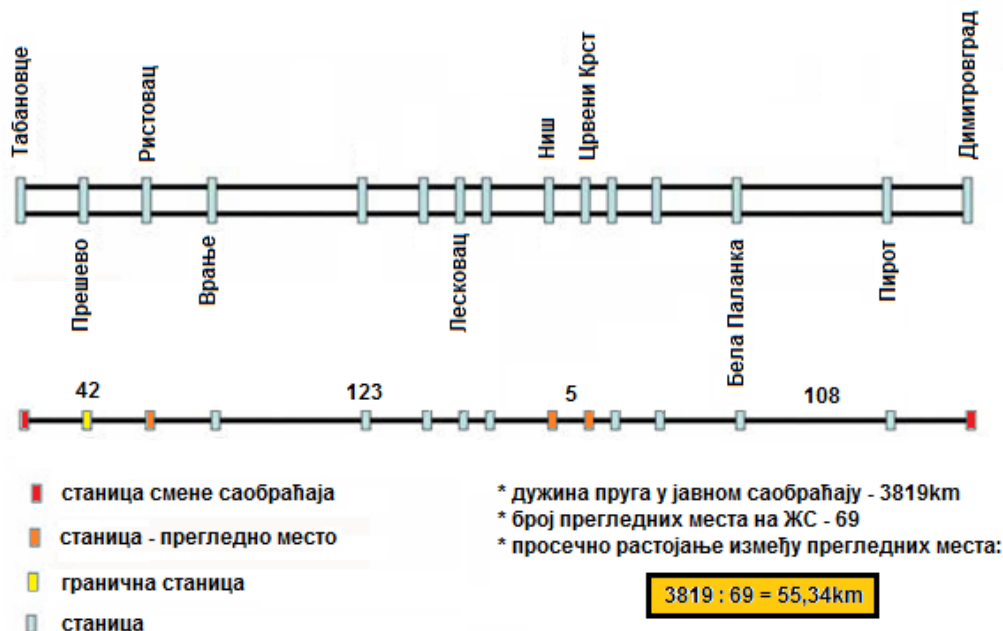 Табановце
Ристовац
Ниш
Црвени Крст
Димитровград
Прешево
Врање
Лесковац
Бела Паланка
Пирот
42
123
5
108
станица смене саобраћаја
станица - прегледно место
гранична станица
станица
* дужина пруга у јавном саобраћају - 3819km
* број прегледних места на ЖС - 69
* просечно растојање између прегледних места:
3819 : 69 = 55,34km